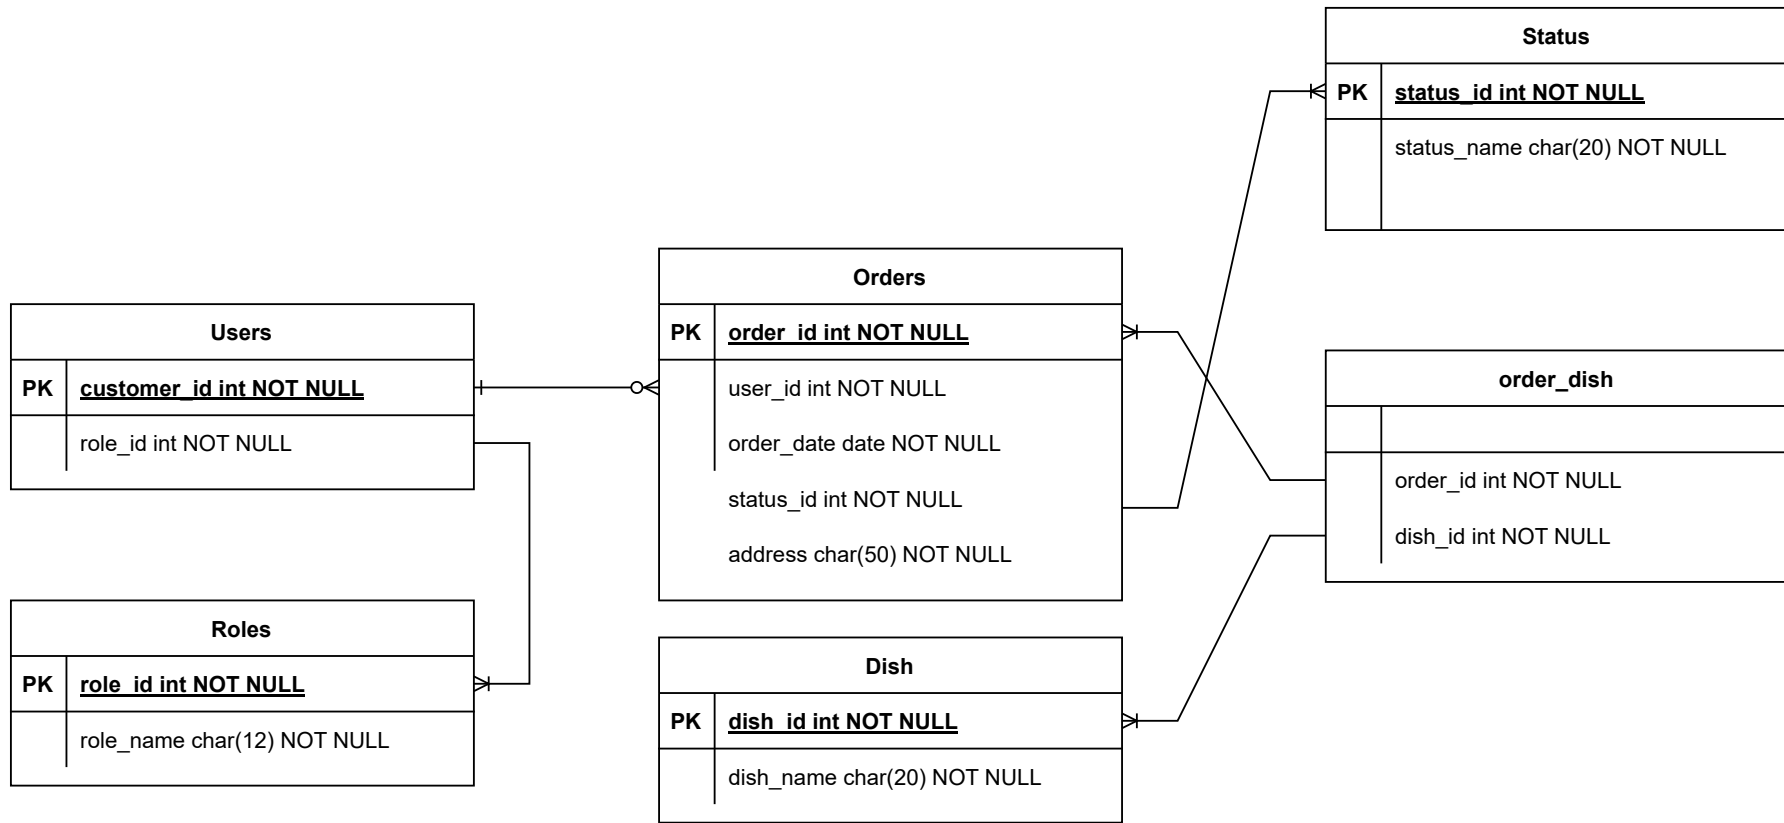 Status
PK status_id int NOT NULL
status_name char(20) NOT NULL
Orders
PK order_id int NOT NULL
user_id int NOT NULL
order_date date NOT NULL
status_id int NOT NULL
address char(50) NOT NULL
Users
PK customer_id int NOT NULL
role_id int NOT NULL
order_dish
order_id int NOT NULL
dish_id int NOT NULL
Roles
PK role_id int NOT NULL
role_name char(12) NOT NULL
Dish
PK dish_id int NOT NULL
dish_name char(20) NOT NULL